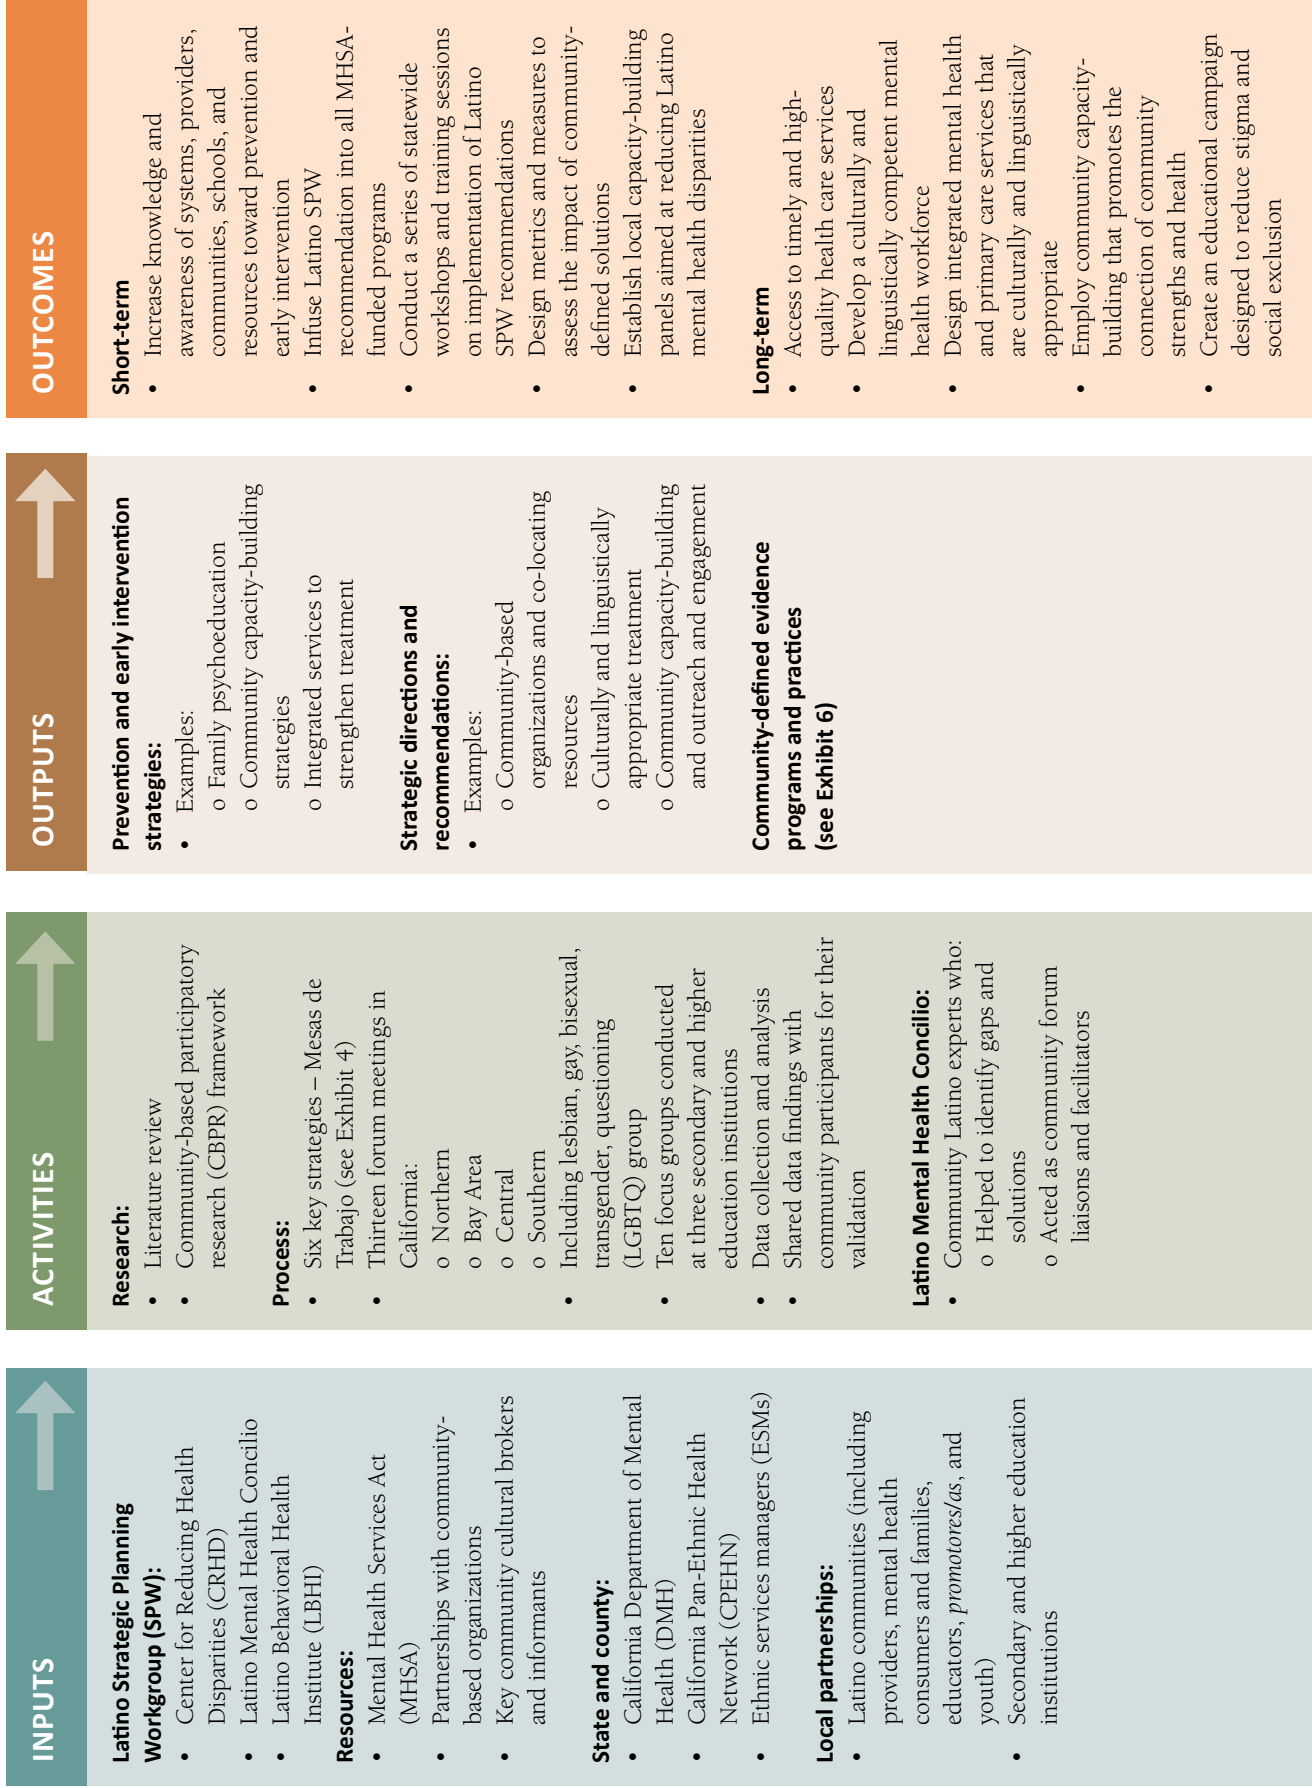 INPUTS
Latino Strategic Planning
Workgroup (SPW):
• Center for Reducing Health
Disparities (CRHD)
• Latino Mental Health Concilio
• Latino Behavioral Health
Institute (LBHI)
Resources:
• Mental Health Services Act
(MHSA)
• Partnerships with community-
based organizations
• Key community cultural brokers
and informants
State and county:
• California Department of Mental
Health (DMH)
• California Pan-Ethnic Health
Network (CPEHN)
• Ethnic services managers (ESMs)
Local partnerships:
• Latino communities (including
providers, mental health
consumers and families,
educators, promotores/as, and
youth)
• Secondary and higher education
institutions
ACTIVITIES
Research:
• Literature review
• Community-based participatory
research (CBPR) framework
Process:
• Six key strategies – Mesas de
Trabajo (see Exhibit 4)
• Thirteen forum meetings in
California:
o Northern
o Bay Area
o Central
o Southern
• Including lesbian, gay, bisexual,
transgender, questioning
(LGBTQ) group
• Ten focus groups conducted
at three secondary and higher
education institutions
• Data collection and analysis
• Shared data findings with
community participants for their
validation
Latino Mental Health Concilio:
• Community Latino experts who:
o Helped to identify gaps and
solutions
o Acted as community forum
liaisons and facilitators
OUTPUTS
Prevention and early intervention
strategies:
• Examples:
o Family psychoeducation
o Community capacity-building
strategies
o Integrated services to
strengthen treatment
Strategic directions and
recommendations:
• Examples:
o Community-based
organizations and co-locating
resources
o Culturally and linguistically
appropriate treatment
o Community capacity-building
and outreach and engagement
Community-defined evidence
programs and practices
(see Exhibit 6)
OUTCOMES
Short-term
• Increase knowledge and
awareness of systems, providers,
communities, schools, and
resources toward prevention and
early intervention
• Infuse Latino SPW
recommendation into all MHSA-
funded programs
• Conduct a series of statewide
workshops and training sessions
on implementation of Latino
SPW recommendations
• Design metrics and measures to
assess the impact of community-
defined solutions
• Establish local capacity-building
panels aimed at reducing Latino
mental health disparities
Long-term
• Access to timely and high-
quality health care services
• Develop a culturally and
linguistically competent mental
health workforce
• Design integrated mental health
and primary care services that
are culturally and linguistically
appropriate
• Employ community capacity-
building that promotes the
connection of community
strengths and health
• Create an educational campaign
designed to reduce stigma and
social exclusion